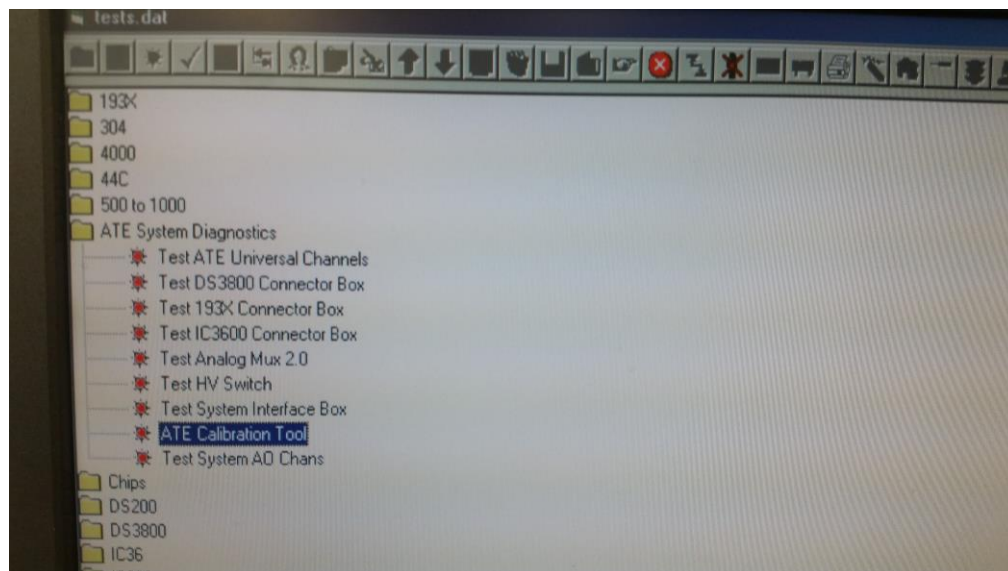 tests.dat
193X
304
4000
44C
500 to 1000
ATE System Diagnostics
Test ATE Universal Channels
Test DS3800 Connector Box
Test 193X Connector Box
Test IC3600 Connector Box
Test Analog Mux 2.0
Test HV Switch
Test System Interface Box
ATE Calibration Tool
Test System AO Chans
Chips
DS200
DS3800
IC36